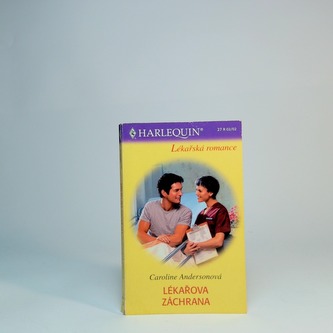 HARLEQUIN®
Lékařská romance
Caroline Andersonová
LÉKAŘOVA
ZÁCHRANA